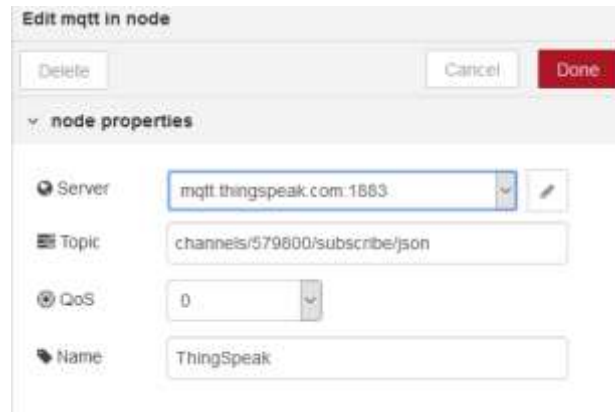 Edit mqtt in node
Delete Cancel Done
node properties
Server mqtt.thingspeak.com:1883
Topic channels/579800/subscribe/json
QoS 0
Name ThingSpeak